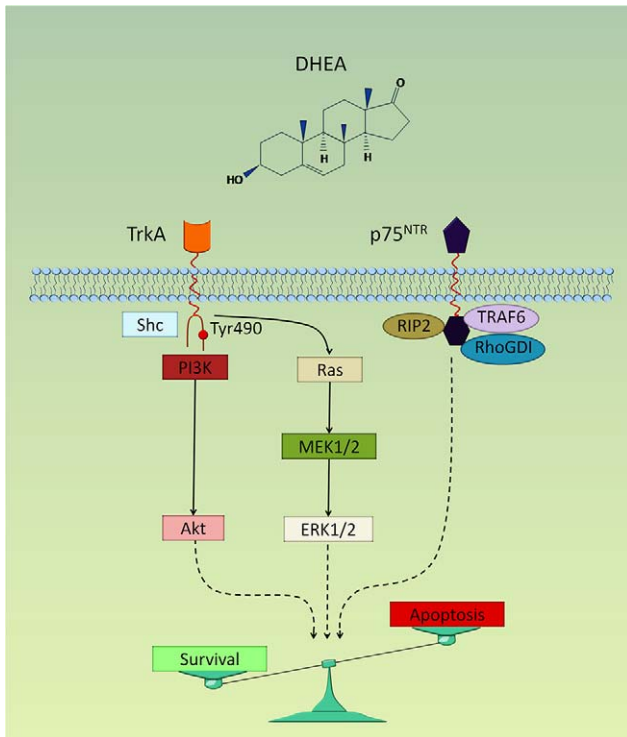 DHEA
O
H
H
HO
TrkA
p75NTR
Shc
Tyr490
RIP2
TRAF6
RhoGDI
PI3K
Ras
MEK1/2
Akt
ERK1/2
Apoptosis
Survival